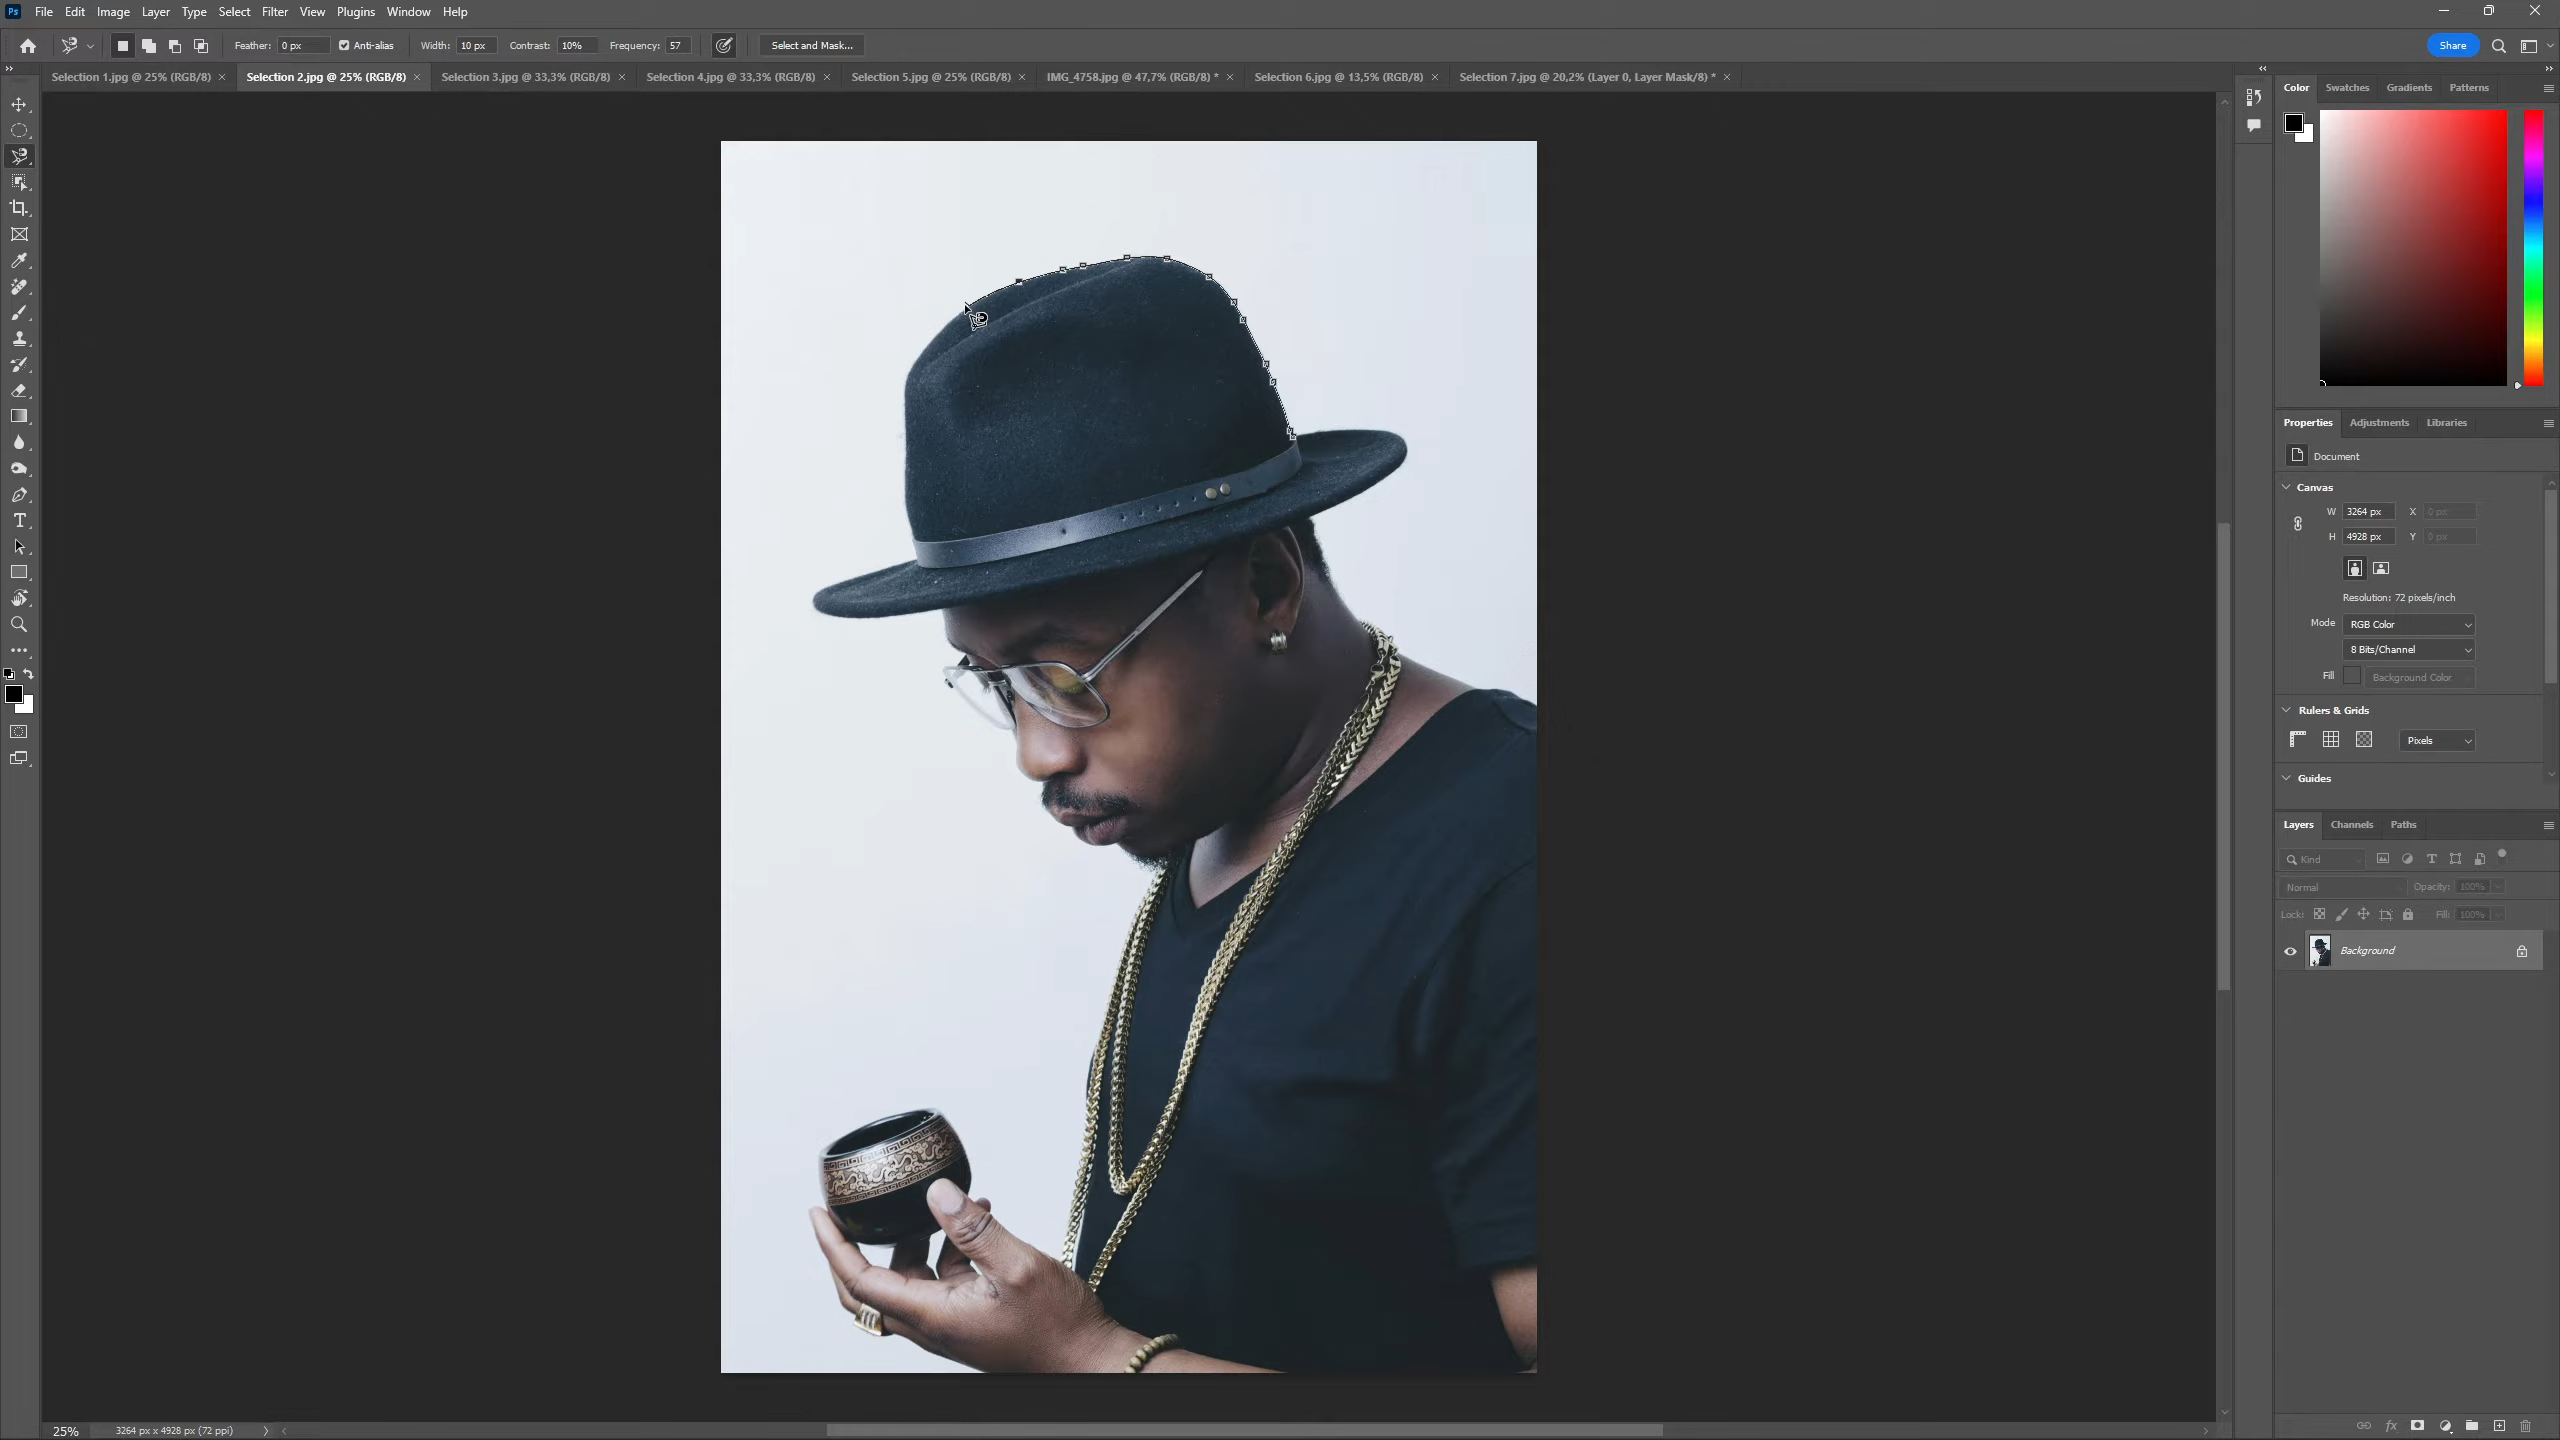 Ps File Edit Image Layer Type Select Filter View Plugins Window Help
Feather: 0 px Anti-alias Width: 10 px Contrast: 10% Frequency: 57 Select and Mask... Share
Selection 1.jpg @ 25% (RGB/8) × Selection 2.jpg @ 25% (RGB/8) × Selection 3.jpg @ 33,3% (RGB/8) × Selection 4.jpg @ 33,3% (RGB/8) × Selection 5.jpg @ 25% (RGB/8) × IMG_4758.jpg @ 47,7% (RGB/8) * × Selection 6.jpg @ 13,5% (RGB/8) × Selection 7.jpg @ 20,2% (Layer 0, Layer Mask/8) * ×
Color Swatches Gradients Patterns
Properties Adjustments Libraries
Document
Canvas
W 3264 px X 0 px
H 4928 px Y 0 px
Resolution: 72 pixels/inch
Mode RGB Color
8 Bits/Channel
Fill Background Color
Rulers & Grids
Pixels
Guides
Layers Channels Paths
Kind
Normal Opacity: 100%
Lock: Fill: 100%
Background
25% 3264 px x 4928 px (72 ppi)
fx